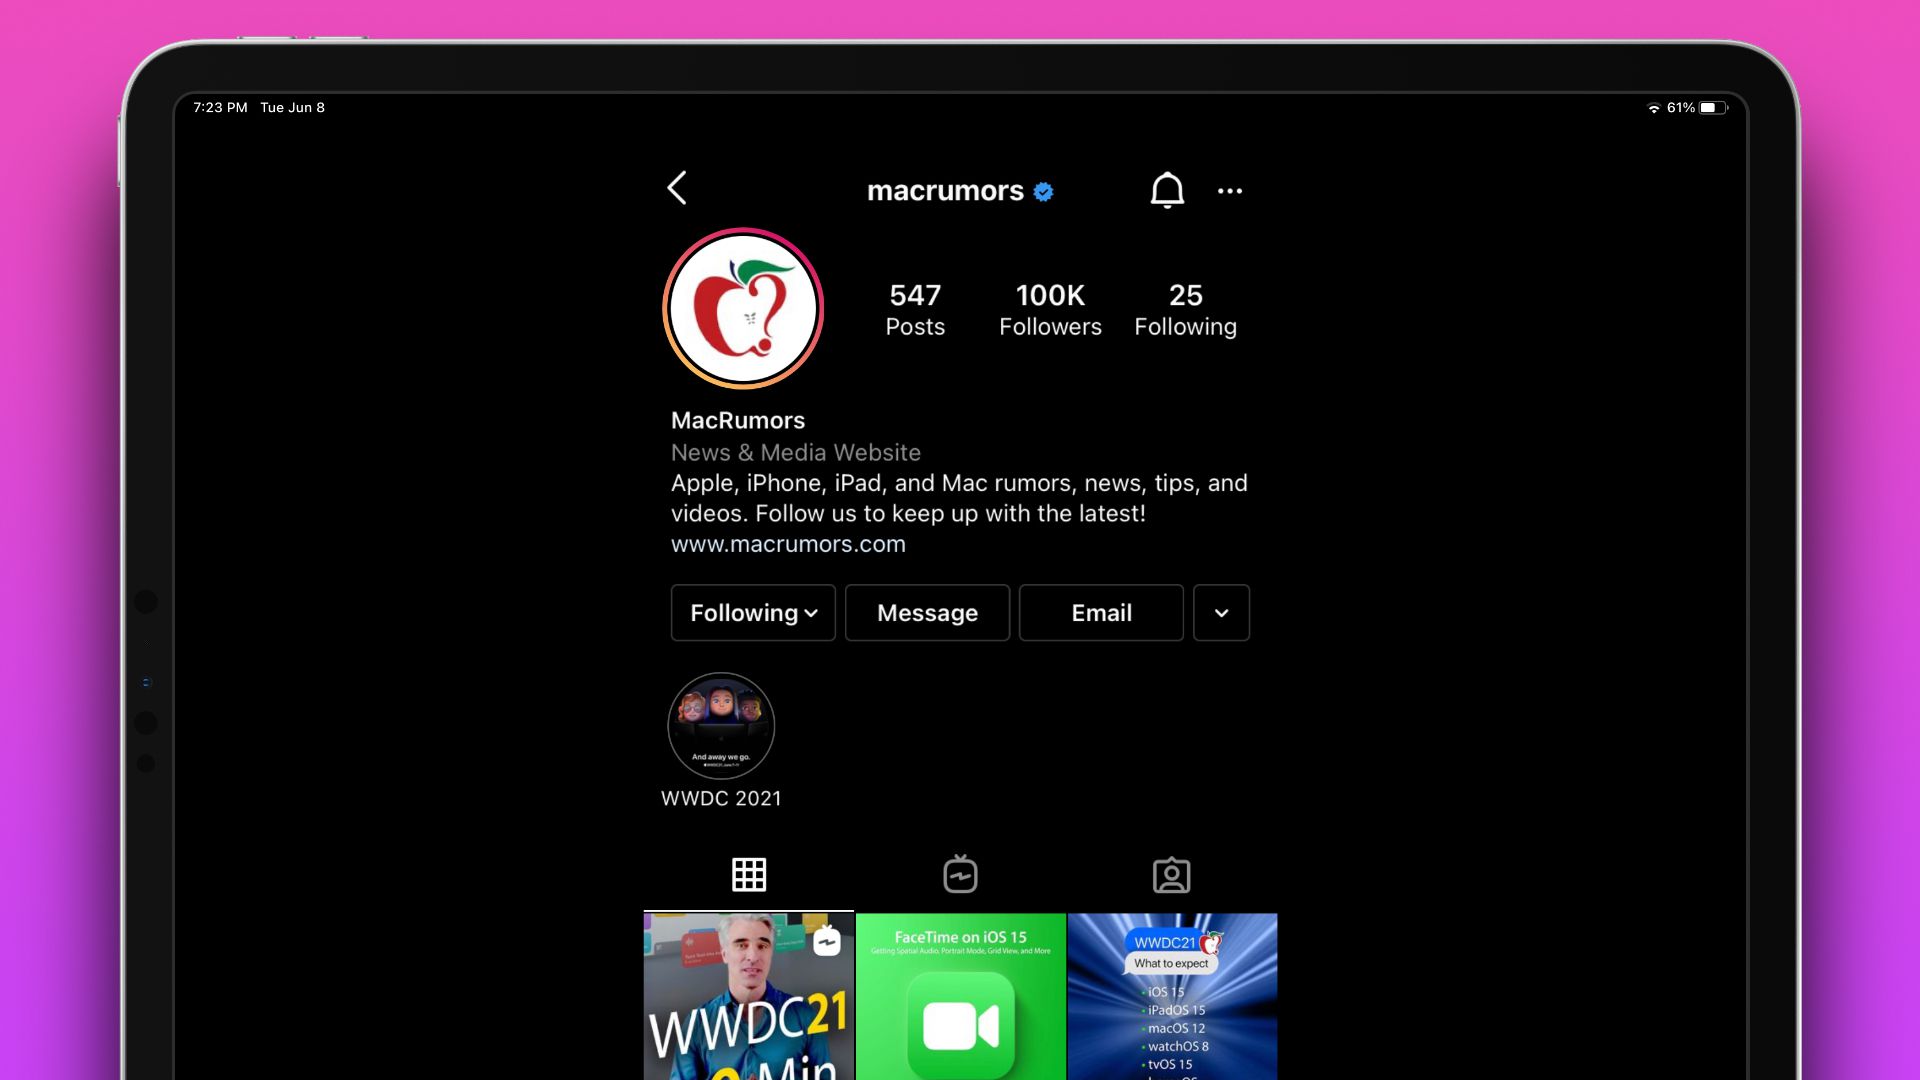 7:23 PM Tue Jun 8
61%
macrumors
547
Posts
100K
Followers
25
Following
MacRumors
News & Media Website
Apple, iPhone, iPad, and Mac rumors, news, tips, and
videos. Follow us to keep up with the latest!
www.macrumors.com
Following
Message
Email
And away we go.
WWDC 2021
WWDC21
Min
FaceTime on iOS 15
Getting Spatial Audio, Portrait Mode, Grid View, and More
WWDC21
What to expect
• iOS 15
• iPadOS 15
• macOS 12
• watchOS 8
• tvOS 15